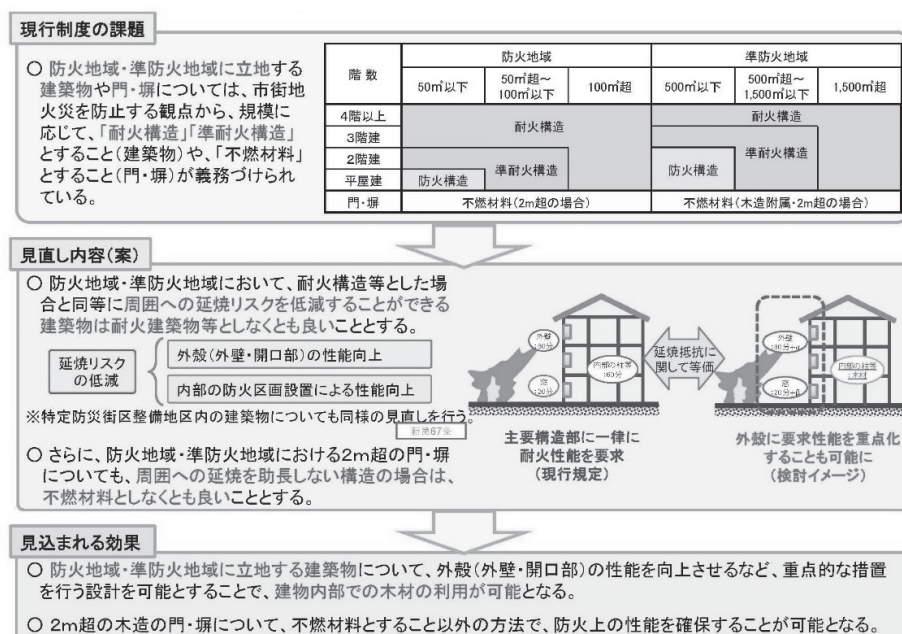 現行制度の課題
○ 防火地域・準防火地域に立地する
建築物や門・塀については、市街地
火災を防止する観点から、規模に
応じて、「耐火構造」「準耐火構造」
とすること(建築物)や、「不燃材料」
とすること(門・塀)が義務づけられ
ている。
階 数 防火地域 準防火地域
50㎡以下 50㎡超~ 100㎡以下 100㎡超 500㎡以下 500㎡超~ 1,500㎡以下 1,500㎡超
4階以上 耐火構造 耐火構造
3階建
2階建 準耐火構造 防火構造 準耐火構造
平屋建 防火構造
門・塀 不燃材料(2m超の場合) 不燃材料(木造附属・2m超の場合)
見直し内容(案)
○ 防火地域・準防火地域において、耐火構造等とした場
合と同等に周囲への延焼リスクを低減することができる
建築物は耐火建築物等としなくとも良いこととする。
延焼リスク
の低減
外殻(外壁・開口部)の性能向上
内部の防火区画設置による性能向上
※特定防災街区整備地区内の建築物についても同様の見直しを行う。
新第67条
○ さらに、防火地域・準防火地域における2m超の門・塀
についても、周囲への延焼を助長しない構造の場合は、
不燃材料としなくとも良いこととする。
外壁
窓
:20分
内部の柱等
:60分
主要構造部に一律に
耐火性能を要求
(現行規定)
延焼抵抗に
関して等価
外壁
窓
内部の柱等
:木材
外殻に要求性能を重点化
することも可能に
(検討イメージ)
見込まれる効果
○ 防火地域・準防火地域に立地する建築物について、外殻(外壁・開口部)の性能を向上させるなど、重点的な措置
を行う設計を可能とすることで、建物内部での木材の利用が可能となる。
○ 2m超の木造の門・塀について、不燃材料とすること以外の方法で、防火上の性能を確保することが可能となる。